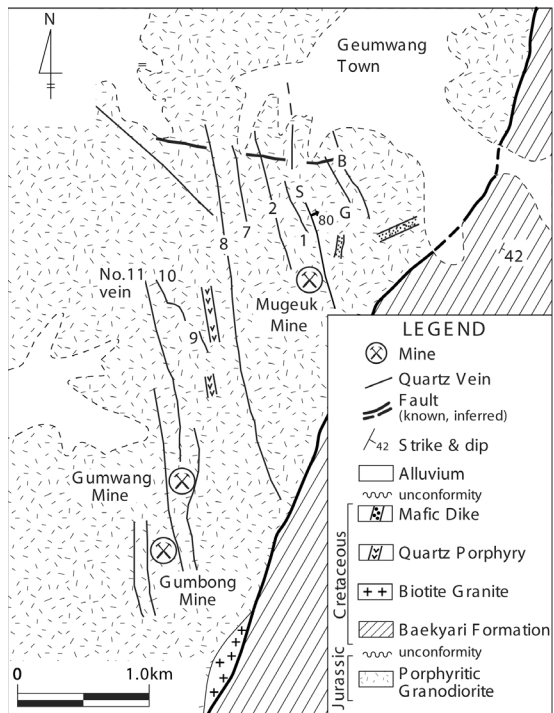 N
Geumwang
Town
B
S
2
80
G
7
1
8
42
No.11
vein
10
Mugeuk
Mine
9
Gumwang
Mine
Gumbong
Mine
0
1.0km
LEGEND
Mine
Quartz Vein
Fault
(known, inferred)
42
Strike & dip
Alluvium
unconformity
Mafic Dike
Quartz Porphyry
Biotite Granite
Baekyari Formation
unconformity
Porphyritic
Granodiorite
Cretaceous
Jurassic